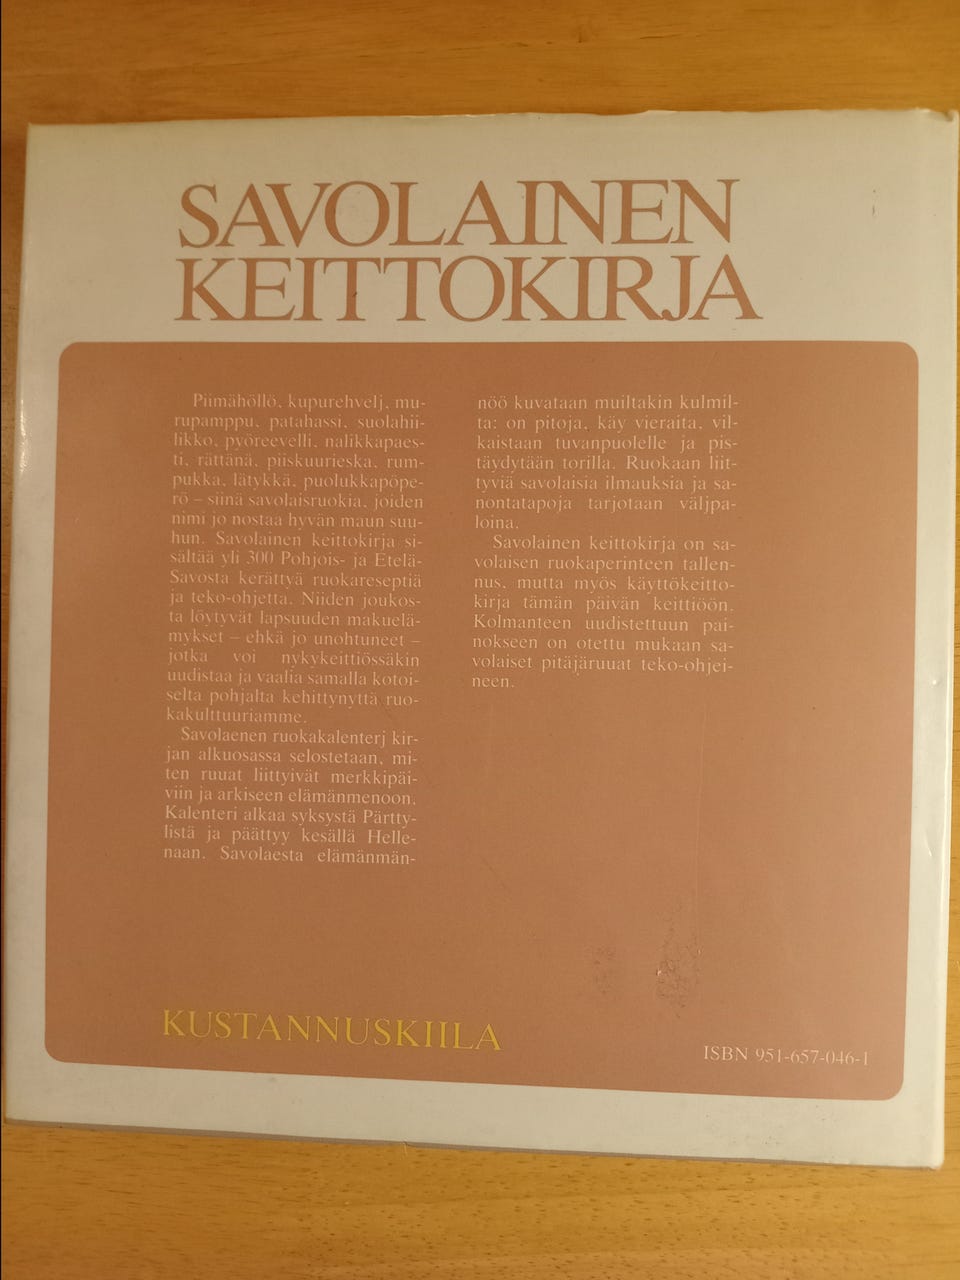 SAVOLAINEN
KEITTOKIRJA
Piimähöllö, kupurehvelj, mu-
rupamppu, patahassi, suolahii-
likko, pyöreevelli, nalikkapaes-
ti, rättänä, piiskuurieska, rum-
pukka, lätykkä, puolukkapöpe-
rö – siinä savolaisruokia, joiden
nimi jo nostaa hyvän maun suu-
hun. Savolainen keittokirja si-
sältää yli 300 Pohjois- ja Etelä-
Savosta kerättyä ruokareseptiä
ja teko-ohjetta. Niiden joukos-
ta löytyvät lapsuuden makuelä-
mykset – ehkä jo unohtuneet –
jotka voi nykykeittiössäkin
uudistaa ja vaalia samalla kotoi-
selta pohjalta kehittynyttä ruo-
kakulttuuriamme.
Savolaenen ruokakalenterj kir-
jan alkuosassa selostetaan, mi-
ten ruuat liittyivät merkkipäi-
viin ja arkiseen elämänmenoon.
Kalenteri alkaa syksystä Pärtty-
listä ja päättyy kesällä Helle-
naan. Savolaesta elämänmän-
nöö kuvataan muiltakin kulmil-
ta: on pitoja, käy vieraita, vil-
kaistaan tuvanpuolelle ja pis-
täydytään torilla. Ruokaan liit-
tyviä savolaisia ilmauksia ja sa-
nontatapoja tarjotaan väljpa-
loina.
Savolainen keittokirja on sa-
volaisen ruokaperinteen tallen-
nus, mutta myös käyttökeitto-
kirja tämän päivän keittiöön.
Kolmanteen uudistettuun pai-
nokseen on otettu mukaan sa-
volaiset pitäjäruuat teko-ohjei-
neen.
KUSTANNUSKIILA
ISBN 951-657-046-1